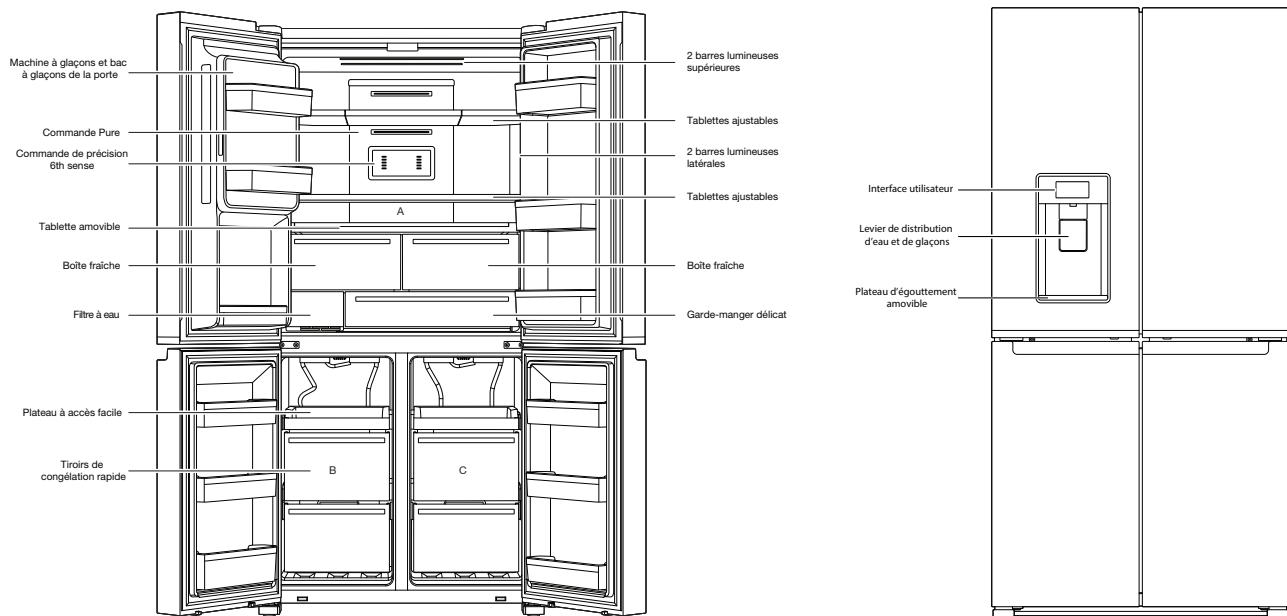 Machine à glaçons et bac
à glaçons de la porte
Commande Pure
Commande de précision
6th sense
Tablette amovible
Boîte fraîche
Filtre à eau
Plateau à accès facile
Tiroirs de
congélation rapide
A
B
C
2 barres lumineuses
supérieures
Tablettes ajustables
2 barres lumineuses
latérales
Tablettes ajustables
Boîte fraîche
Garde-manger délicat
Interface utilisateur
Levier de distribution
d'eau et de glaçons
Plateau d'égouttement
amovible